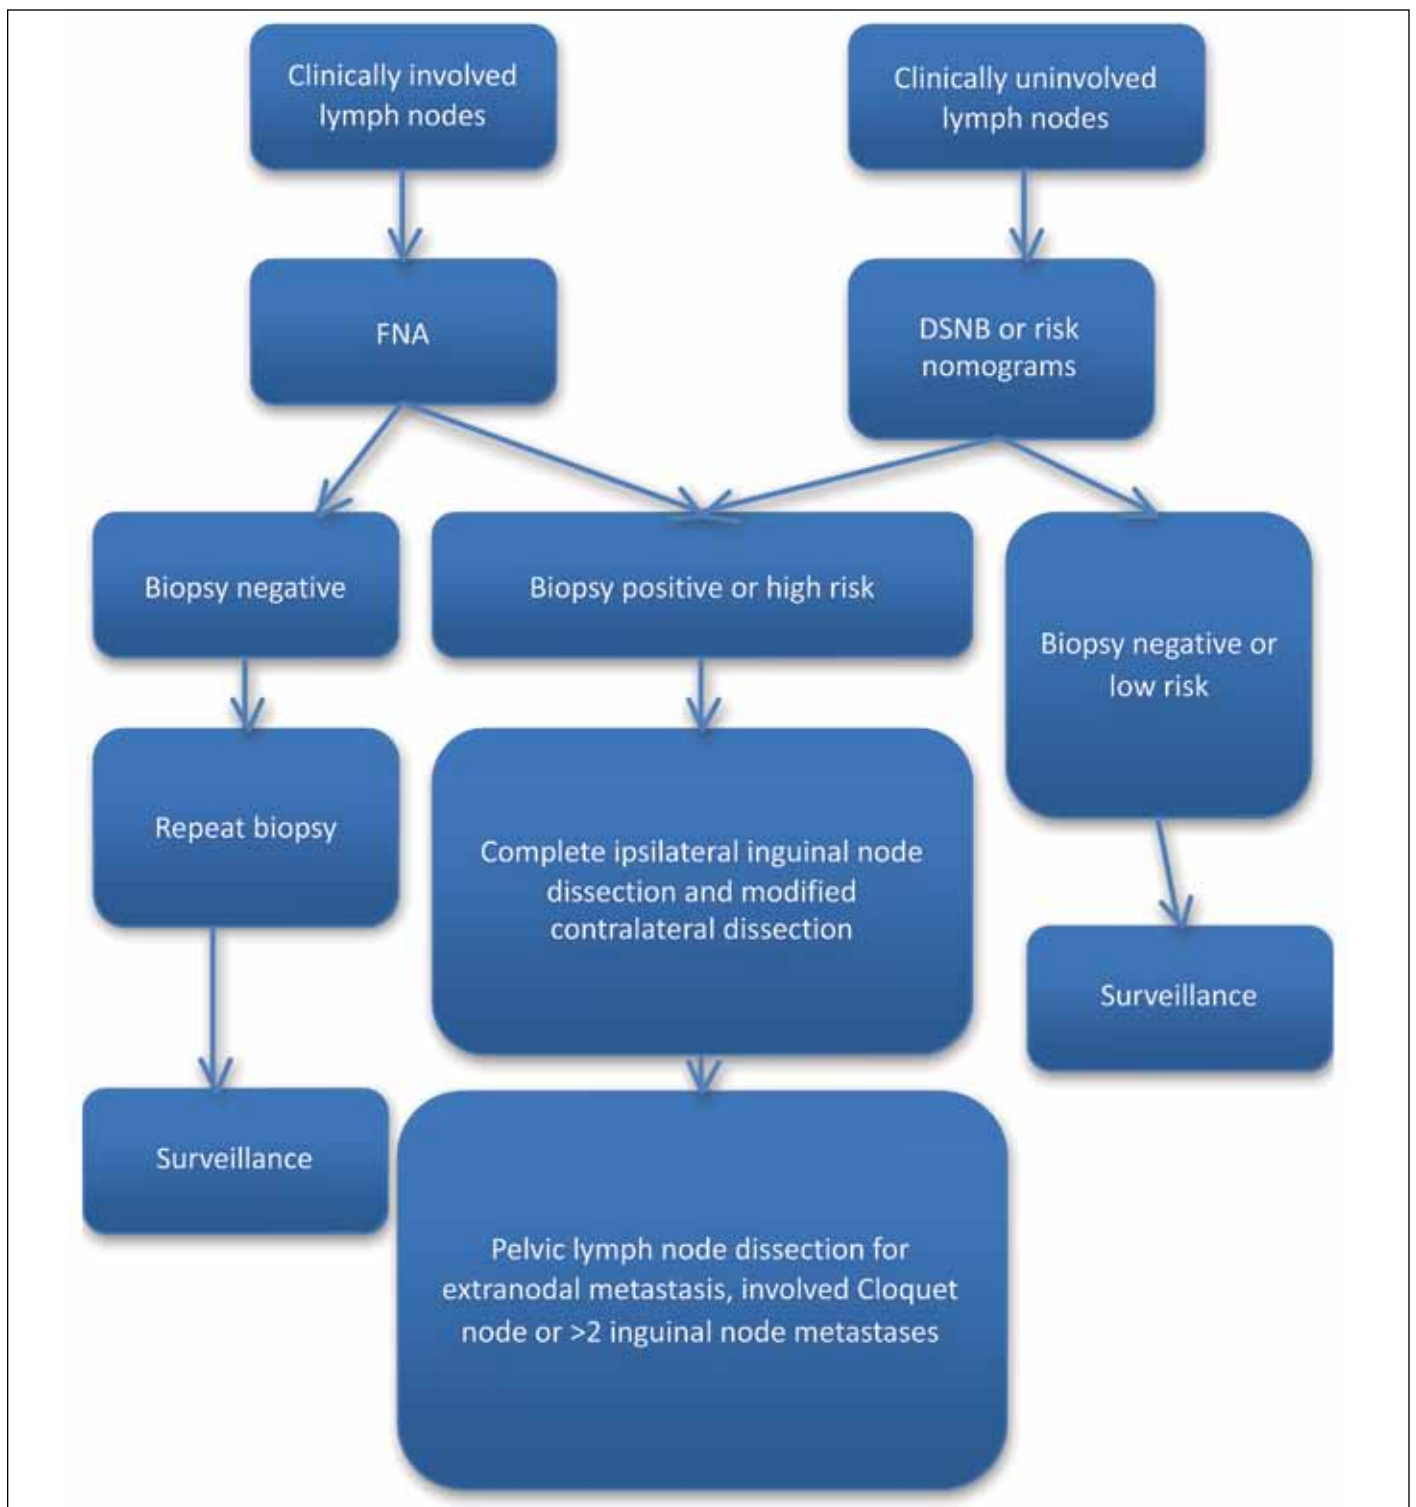 Clinically involved
lymph nodes
Clinically uninvolved
lymph nodes
FNA
DSNB or risk
nomograms
Biopsy negative
Biopsy positive or high risk
Biopsy negative or
low risk
Repeat biopsy
Complete ipsilateral inguinal node
dissection and modified
contralateral dissection
Surveillance
Surveillance
Pelvic lymph node dissection for
extranodal metastasis, involved Cloquet
node or >2 inguinal node metastases